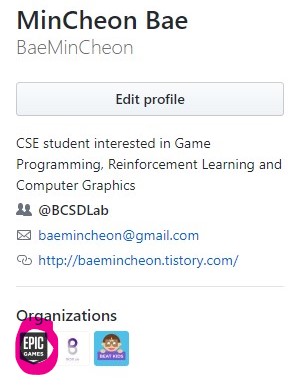 MinCheon Bae
BaeMinCheon
Edit profile
CSE student interested in Game
Programming, Reinforcement Learning and
Computer Graphics
@BCSDLab
baemincheon@gmail.com
http://baemincheon.tistory.com/
Organizations
EPIC
GAMES
BEAT KIDS